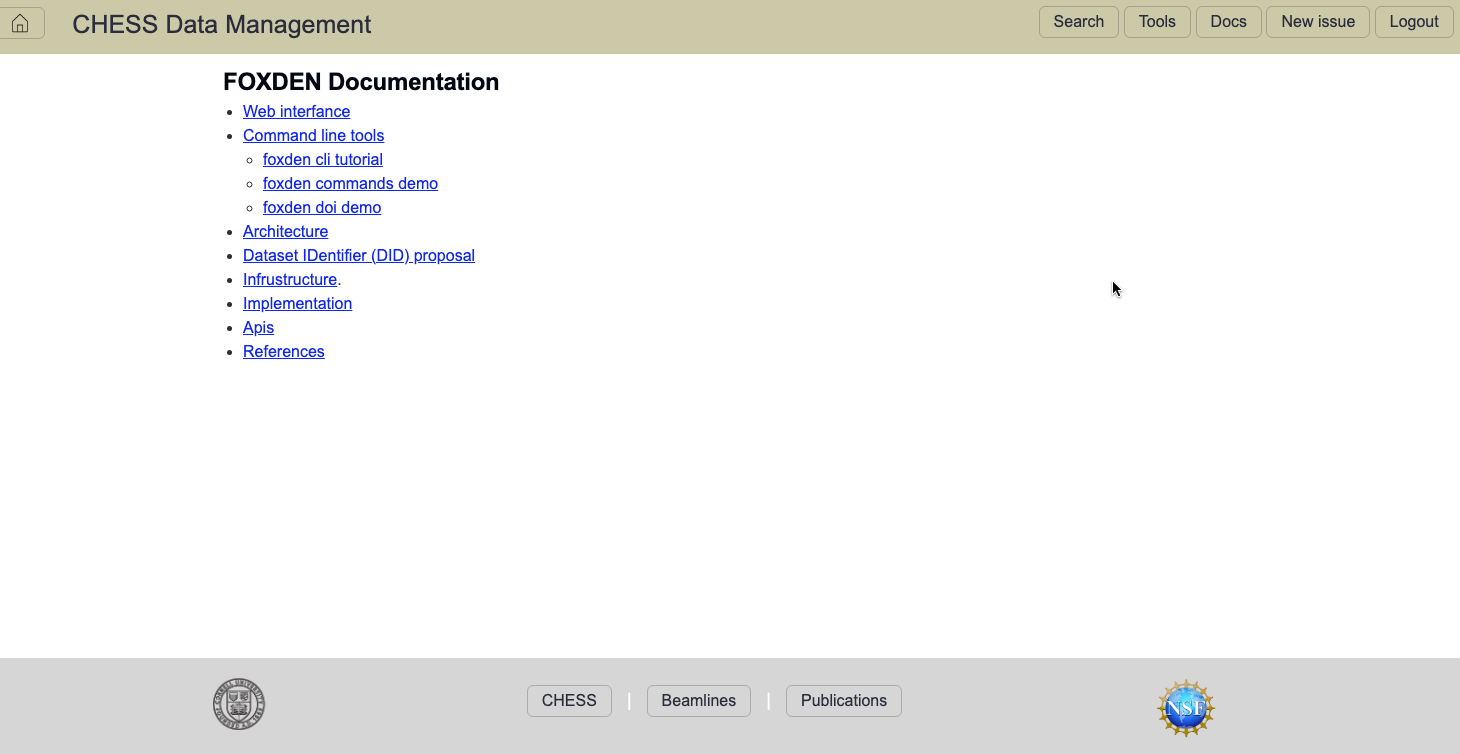 CHESS Data Management
Search
Tools
Docs
New issue
Logout
FOXDEN Documentation
Web interfance
Command line tools
foxden cli tutorial
foxden commands demo
foxden doi demo
Architecture
Dataset IDentifier (DID) proposal
Infrustructure.
Implementation
Apis
References
CHESS | Beamlines | Publications
NSF